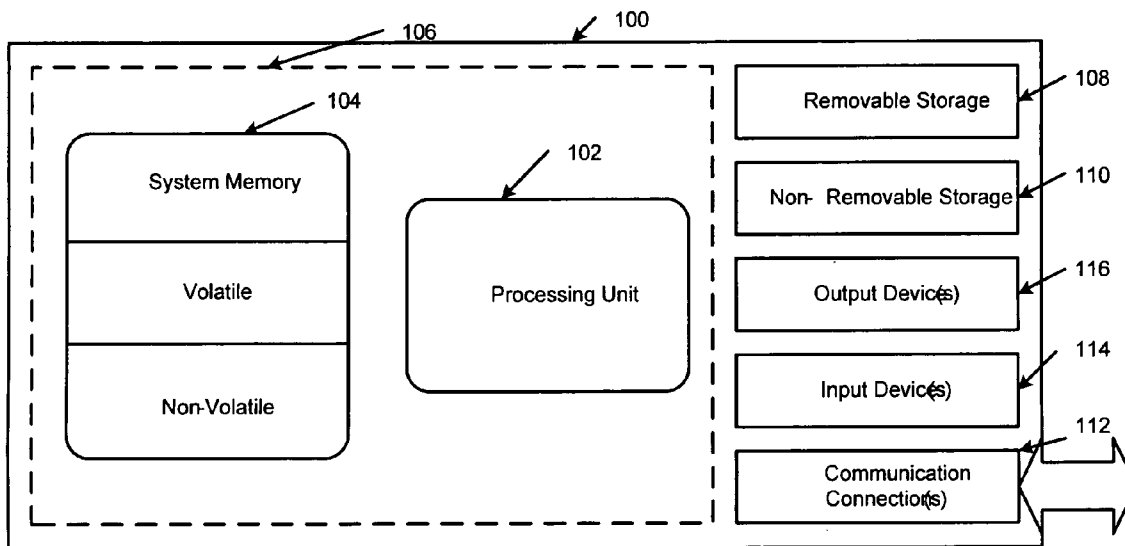 100
106
108
Removable Storage
104
102
110
System Memory
Non- Removable Storage
116
Volatile
Processing Unit
Output Device(s)
114
Input Device(s)
Non-Volatile
112
Communication
Connection(s)